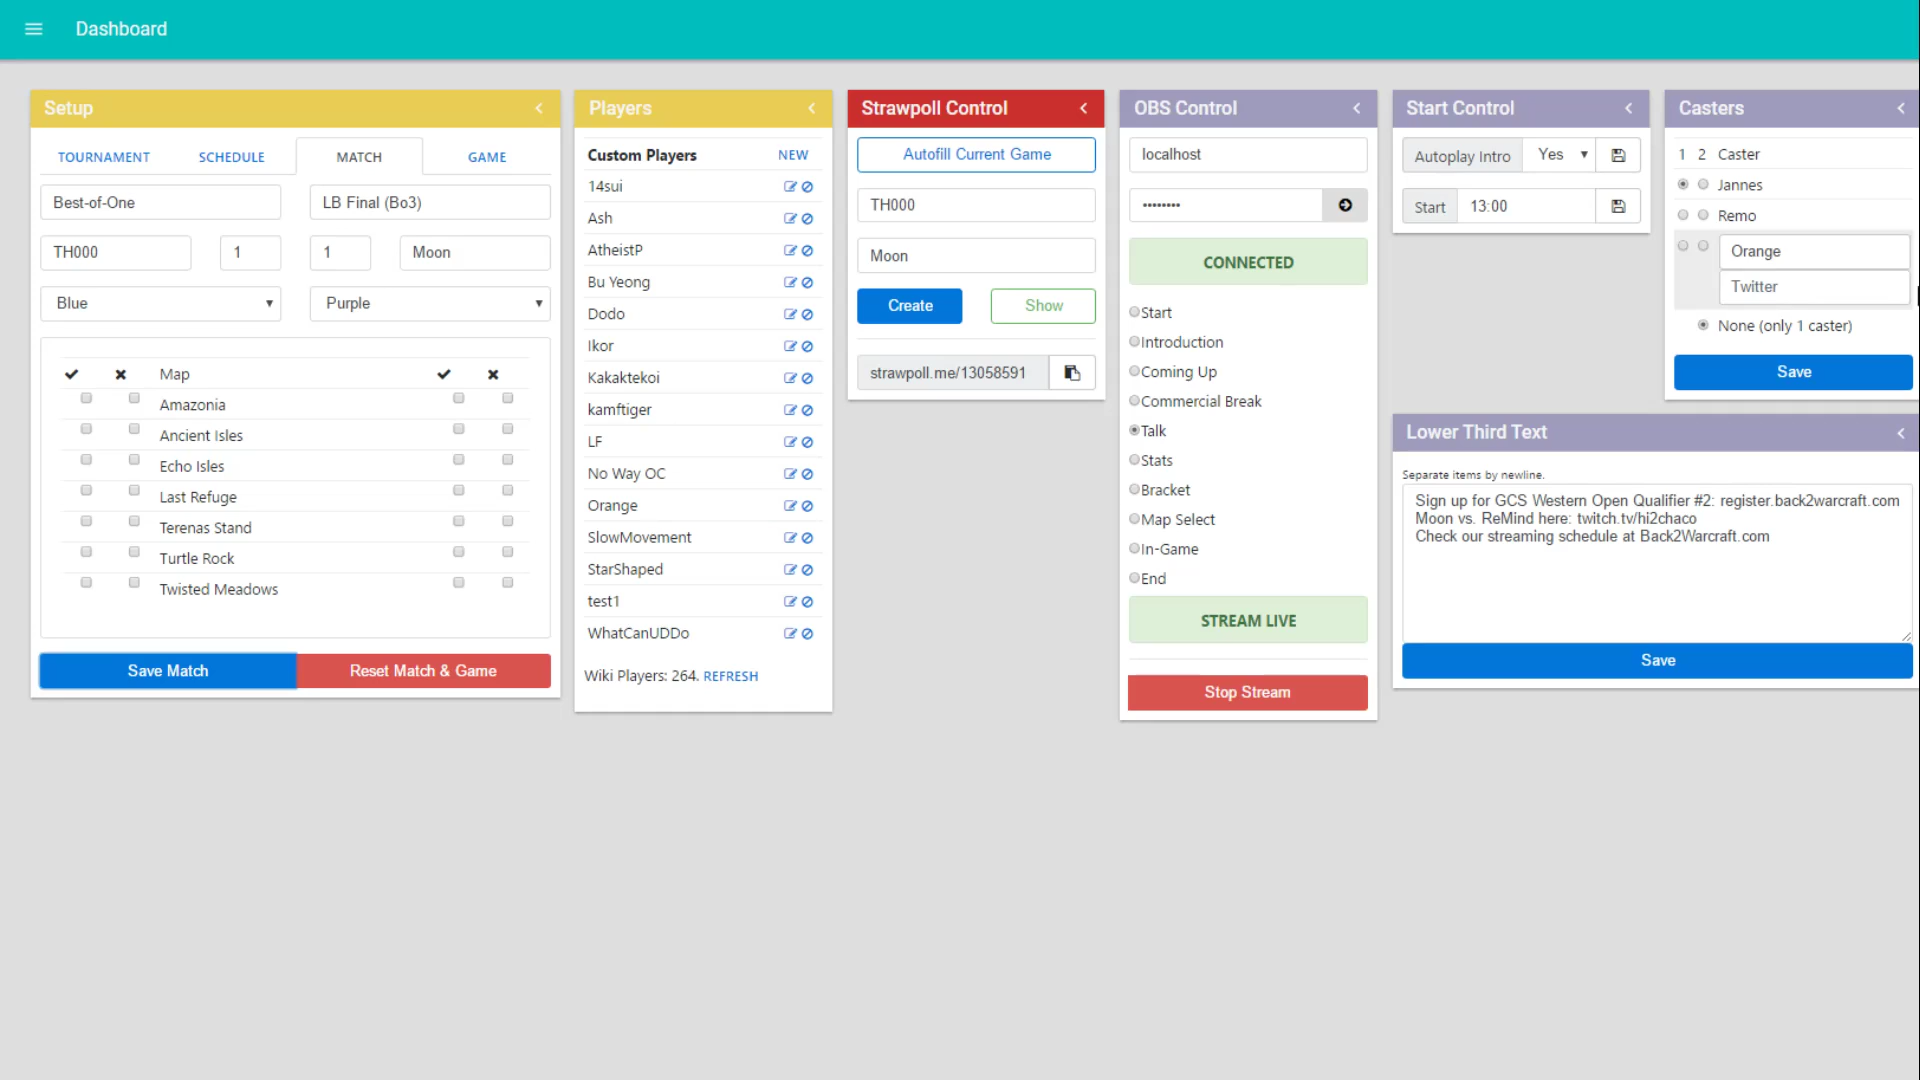 Dashboard
Setup
TOURNAMENT SCHEDULE MATCH GAME
Best-of-One LB Final (Bo3)
TH000 1 1 Moon
Blue Purple
Map
Amazonia
Ancient Isles
Echo Isles
Last Refuge
Terenas Stand
Turtle Rock
Twisted Meadows
Save Match Reset Match & Game
Players
Custom Players NEW
14sui
Ash
AtheistP
Bu Yeong
Dodo
Ikor
Kakaktekoi
kamftiger
LF
No Way OC
Orange
SlowMovement
StarShaped
test1
WhatCanUDDo
Wiki Players: 264. REFRESH
Strawpoll Control
Autofill Current Game
TH000
Moon
Create Show
strawpoll.me/13058591
OBS Control
localhost
••••••••
CONNECTED
Start
Introduction
Coming Up
Commercial Break
Talk
Stats
Bracket
Map Select
In-Game
End
STREAM LIVE
Stop Stream
Start Control
Autoplay Intro Yes
Start 13:00
Casters
1 2 Caster
Jannes
Remo
Orange
Twitter
None (only 1 caster)
Save
Lower Third Text
Separate items by newline.
Sign up for GCS Western Open Qualifier #2: register.back2warcraft.com
Moon vs. ReMind here: twitch.tv/hi2chaco
Check our streaming schedule at Back2Warcraft.com
Save